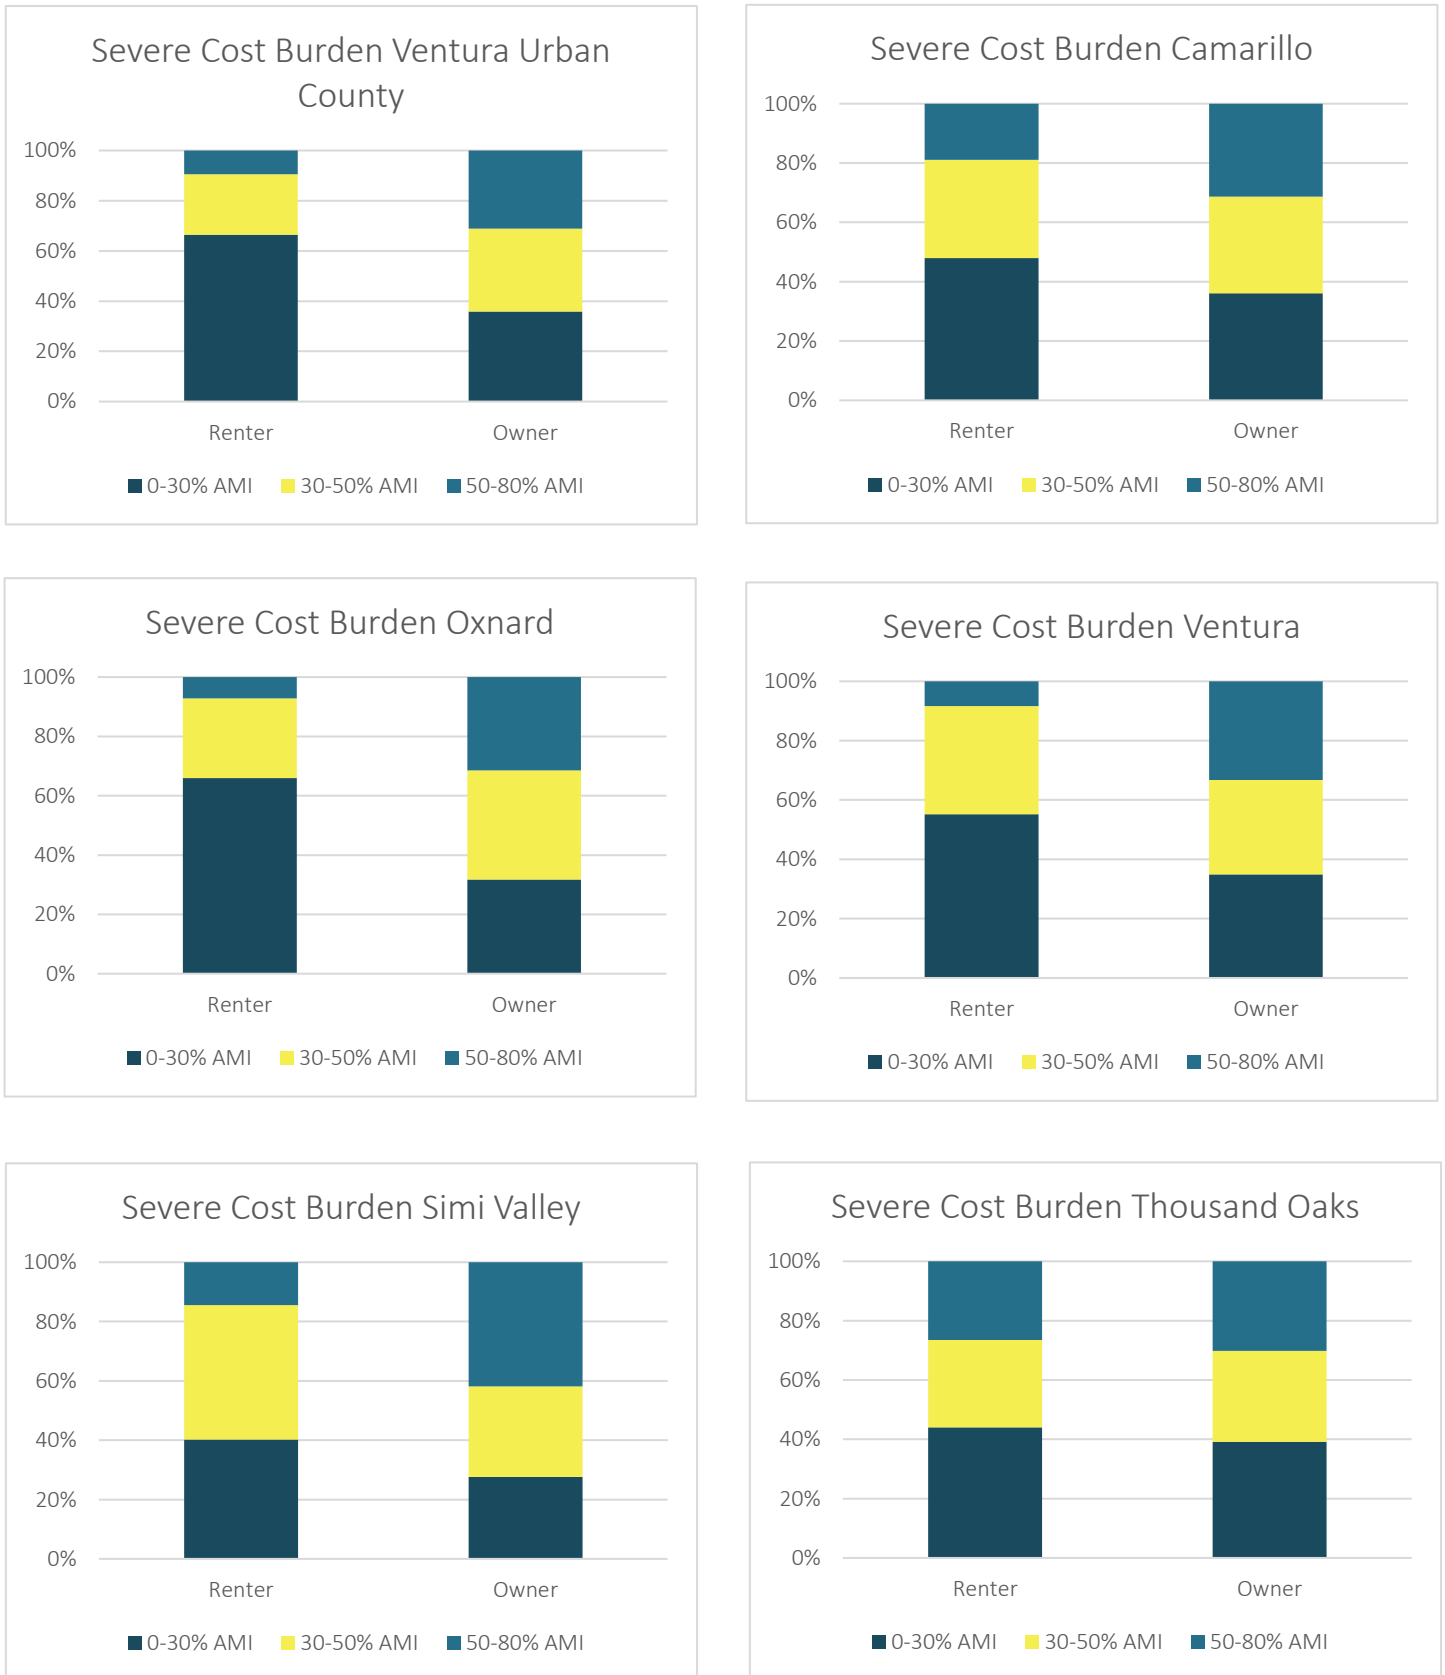 Severe Cost Burden Ventura Urban
County
100%
80%
60%
40%
20%
0%
Renter Owner
0-30% AMI 30-50% AMI 50-80% AMI
Severe Cost Burden Camarillo
100%
80%
60%
40%
20%
0%
Renter Owner
0-30% AMI 30-50% AMI 50-80% AMI
Severe Cost Burden Oxnard
100%
80%
60%
40%
20%
0%
Renter Owner
0-30% AMI 30-50% AMI 50-80% AMI
Severe Cost Burden Ventura
100%
80%
60%
40%
20%
0%
Renter Owner
0-30% AMI 30-50% AMI 50-80% AMI
Severe Cost Burden Simi Valley
100%
80%
60%
40%
20%
0%
Renter Owner
0-30% AMI 30-50% AMI 50-80% AMI
Severe Cost Burden Thousand Oaks
100%
80%
60%
40%
20%
0%
Renter Owner
0-30% AMI 30-50% AMI 50-80% AMI